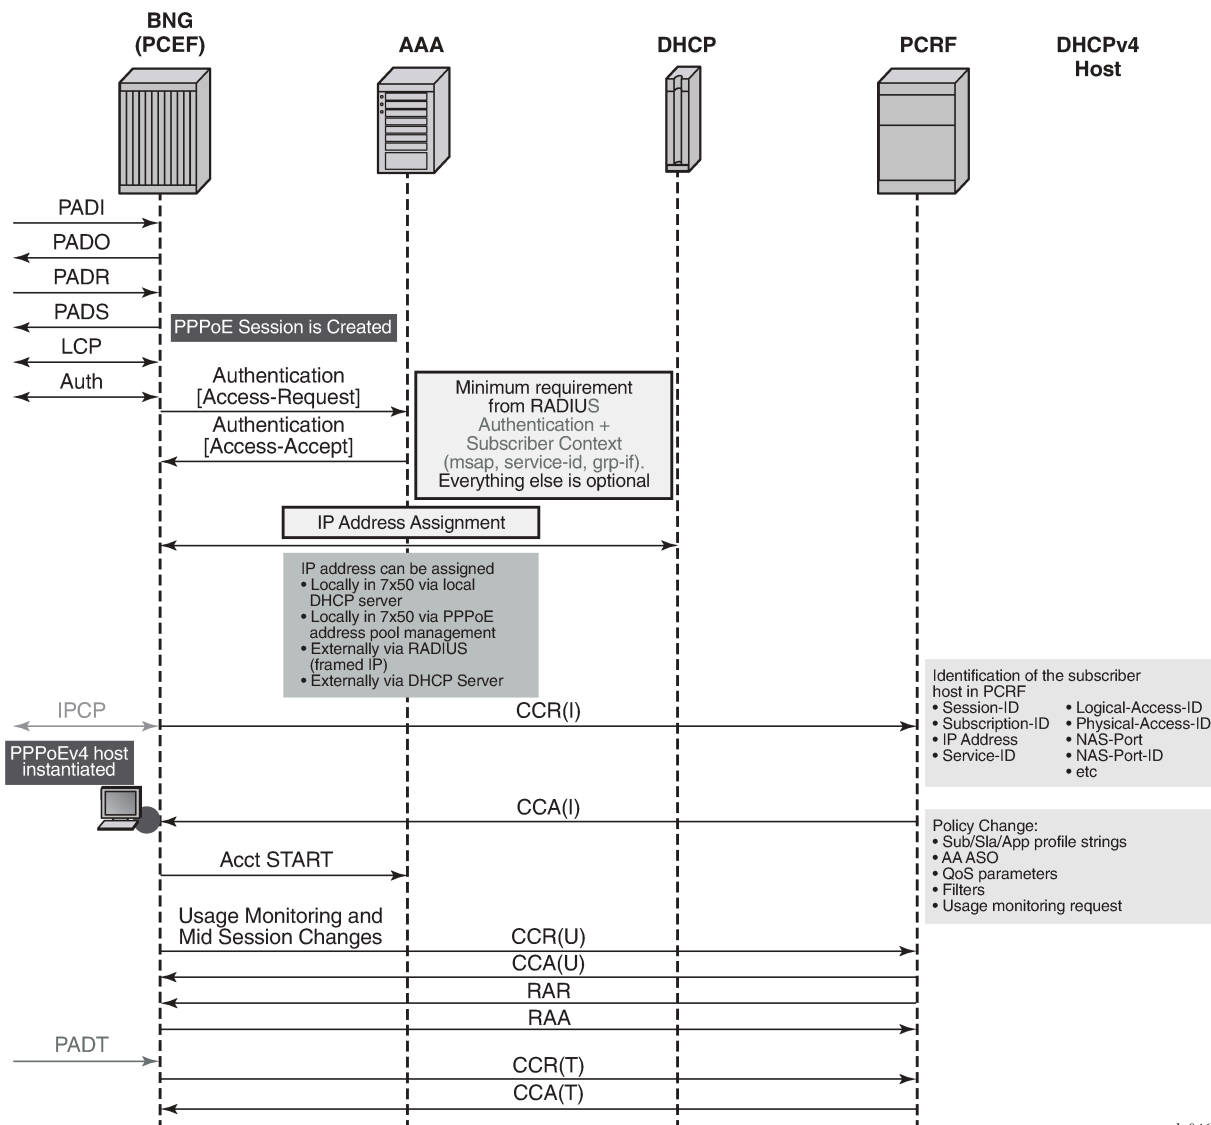 BNG
(PCEF)
AAA
DHCP
PCRF
DHCPv4
Host
PADI
PADO
PADR
PADS
PPPoE Session is Created
LCP
Auth
Authentication
[Access-Request]
Authentication
[Access-Accept]
Minimum requirement
from RADIUS
Authentication +
Subscriber Context
(msap, service-id, grp-if).
Everything else is optional
IP Address Assignment
IP address can be assigned
• Locally in 7x50 via local
DHCP server
• Locally in 7x50 via PPPoE
address pool management
• Externally via RADIUS
(framed IP)
• Externally via DHCP Server
IPCP
CCR(I)
Identification of the subscriber
host in PCRF
• Session-ID
• Subscription-ID
• IP Address
• Service-ID
• Logical-Access-ID
• Physical-Access-ID
• NAS-Port
• NAS-Port-ID
• etc
PPPoEv4 host
instantiated
CCA(I)
Policy Change:
• Sub/Sla/App profile strings
• AA ASO
• QoS parameters
• Filters
• Usage monitoring request
Acct START
Usage Monitoring and
Mid Session Changes
CCR(U)
CCA(U)
RAR
RAA
PADT
CCR(T)
CCA(T)